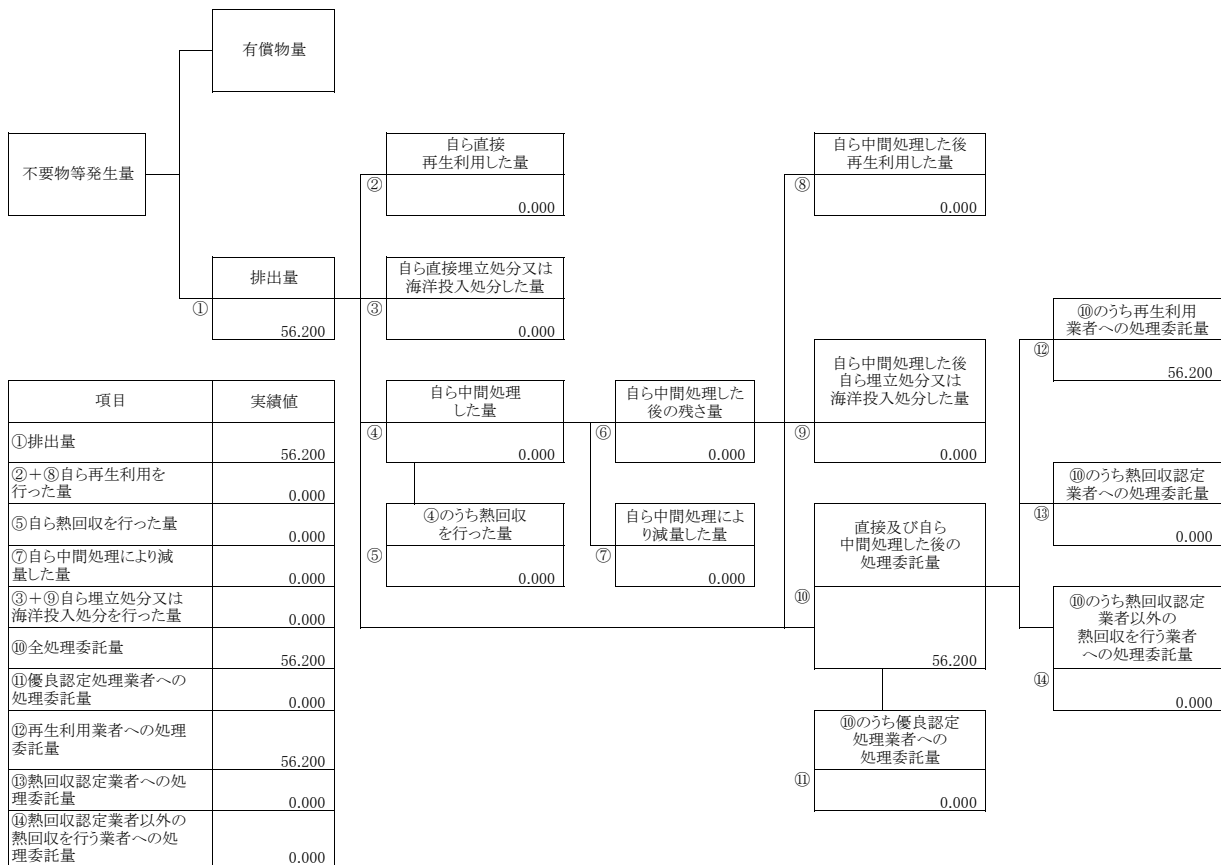 有償物量
不要物等発生量
自ら直接
再生利用した量
②
0.000
自ら中間処理した後
再生利用した量
⑧
0.000
排出量
①
56.200
自ら直接埋立処分又は
海洋投入処分した量
③
0.000
⑩のうち再生利用
業者への処理委託量
⑫
56.200
自ら中間処理
した量
④
0.000
自ら中間処理した
後の残さ量
⑥
0.000
自ら中間処理した後
自ら埋立処分又は
海洋投入処分した量
⑨
0.000
⑩のうち熱回収認定
業者への処理委託量
⑬
0.000
④のうち熱回収
を行った量
⑤
0.000
自ら中間処理によ
り減量した量
⑦
0.000
直接及び自ら
中間処理した後の
処理委託量
⑩
56.200
⑩のうち熱回収認定
業者以外の
熱回収を行う業者
への処理委託量
⑭
0.000
⑩のうち優良認定
処理業者への
処理委託量
⑪
0.000
項目 実績値
①排出量 56.200
②+⑧自ら再生利用を
行った量 0.000
⑤自ら熱回収を行った量 0.000
⑦自ら中間処理により減
量した量 0.000
③+⑨自ら埋立処分又は
海洋投入処分を行った量 0.000
⑩全処理委託量 56.200
⑪優良認定処理業者への
処理委託量 0.000
⑫再生利用業者への処理
委託量 56.200
⑬熱回収認定業者への処
理委託量 0.000
⑭熱回収認定業者以外の
熱回収を行う業者への処
理委託量 0.000